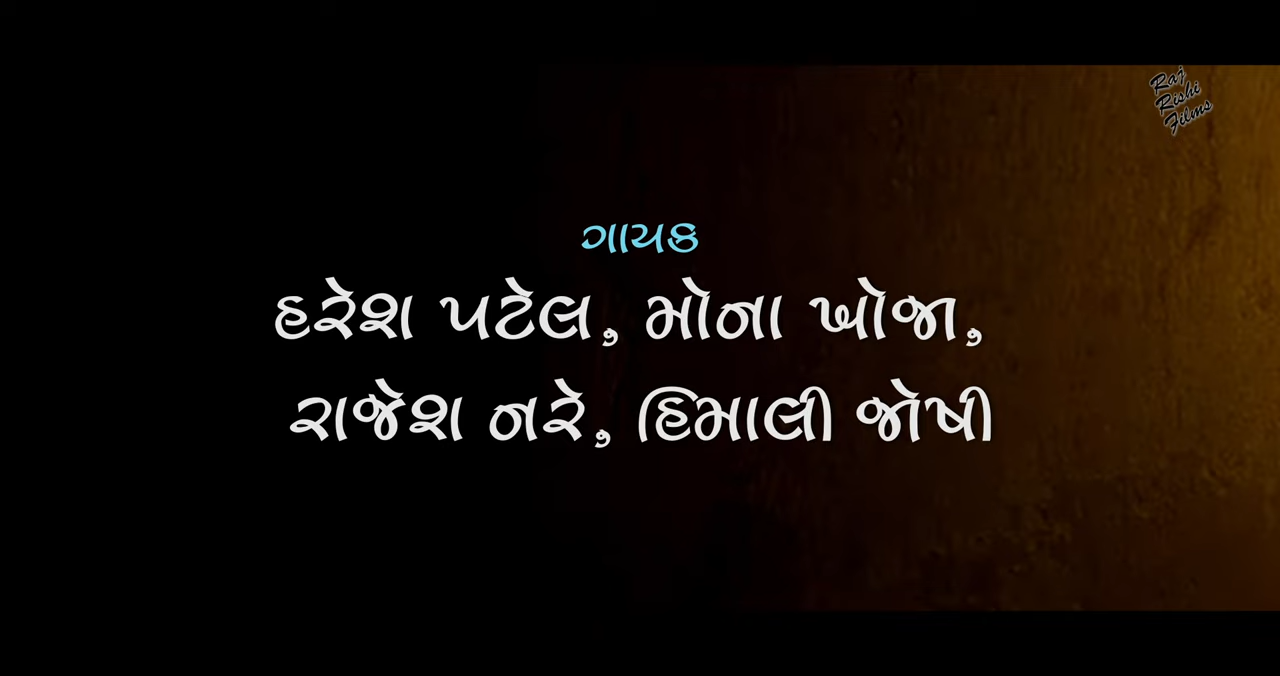 Raj
Rishi
Films
ગાયક
હરેશ પટેલ, મોના ખોજા,
રાજેશ નરે, હિમાલી જોષી